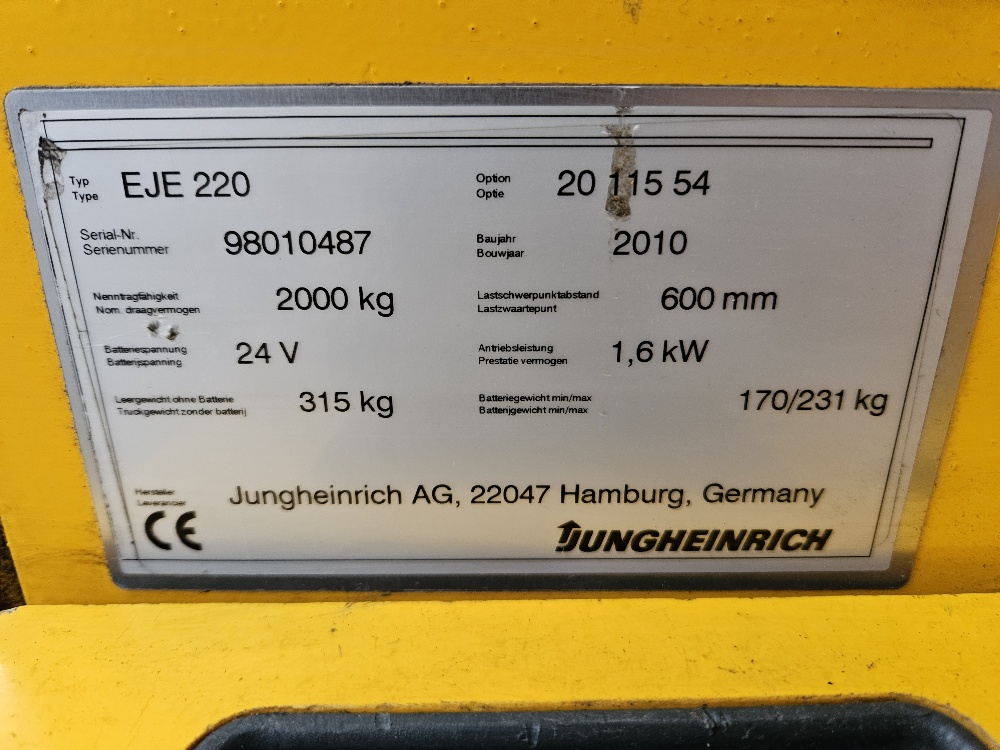 Typ
Type EJE 220
Option
Optie 20 115 54
Serial-Nr.
Serienummer 98010487
Baujahr
Bouwjaar 2010
Nenntragfähigkeit
Nom. draagvermogen 2000 kg
Lastschwerpunktabstand
Lastzwaartepunt 600 mm
Batteriespannung
Batterijspanning 24 V
Antriebsleistung
Prestatie vermogen 1,6 kW
Leergewicht ohne Batterie
Truckgewicht zonder batterij 315 kg
Batteriegewicht min/max
Batterijgewicht min/max 170/231 kg
Hersteller
Leverancier Jungheinrich AG, 22047 Hamburg, Germany
CE JUNGHEINRICH